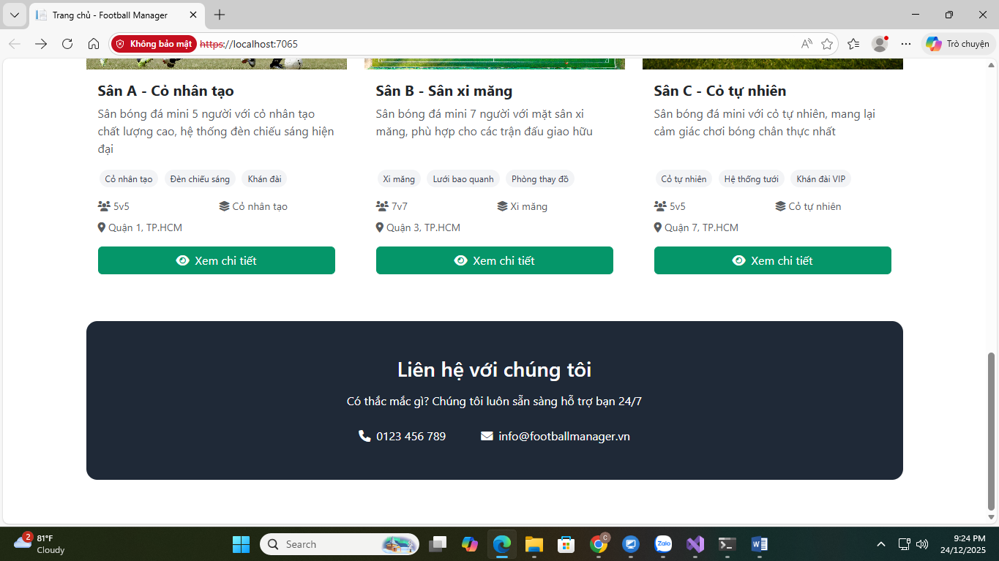 Trang chủ - Football Manager
Không bảo mật
https://localhost:7065
Trò chuyện
Sân A - Cỏ nhân tạo
Sân bóng đá mini 5 người với cỏ nhân tạo
chất lượng cao, hệ thống đèn chiếu sáng hiện
đại
Cỏ nhân tạo Đèn chiếu sáng Khán đài
5v5 Cỏ nhân tạo
Quận 1, TP.HCM
Xem chi tiết
Sân B - Sân xi măng
Sân bóng đá mini 7 người với mặt sân xi
măng, phù hợp cho các trận đấu giao hữu
Xi măng Lưới bao quanh Phòng thay đồ
7v7 Xi măng
Quận 3, TP.HCM
Xem chi tiết
Sân C - Cỏ tự nhiên
Sân bóng đá mini với cỏ tự nhiên, mang lại
cảm giác chơi bóng chân thực nhất
Cỏ tự nhiên Hệ thống tưới Khán đài VIP
5v5 Cỏ tự nhiên
Quận 7, TP.HCM
Xem chi tiết
Liên hệ với chúng tôi
Có thắc mắc gì? Chúng tôi luôn sẵn sàng hỗ trợ bạn 24/7
0123 456 789 info@footballmanager.vn
2
81°F
Cloudy
Search
C
Zalo
9:24 PM
24/12/2025